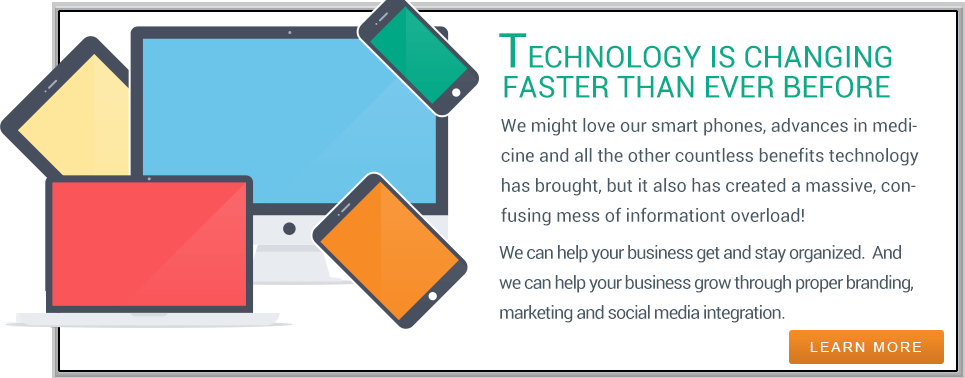 TECHNOLOGY IS CHANGING
FASTER THAN EVER BEFORE
We might love our smart phones, advances in medi-
cine and all the other countless benefits technology
has brought, but it also has created a massive, con-
fusing mess of informationt overload!
We can help your business get and stay organized.  And
we can help your business grow through proper branding,
marketing and social media integration.
LEARN MORE